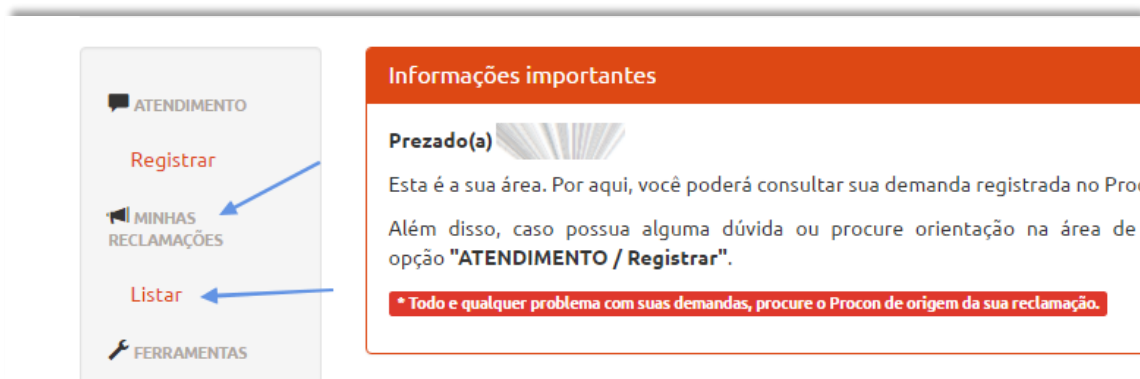 ATENDIMENTO
Registrar
MINHAS
RECLAMAÇÕES
Listar
FERRAMENTAS
Informações importantes
Prezado(a)
Esta é a sua área. Por aqui, você poderá consultar sua demanda registrada no
Além disso, caso possua alguma dúvida ou procure orientação na área de
opção "ATENDIMENTO / Registrar".
* Todo e qualquer problema com suas demandas, procure o Procon de origem da sua reclamação.